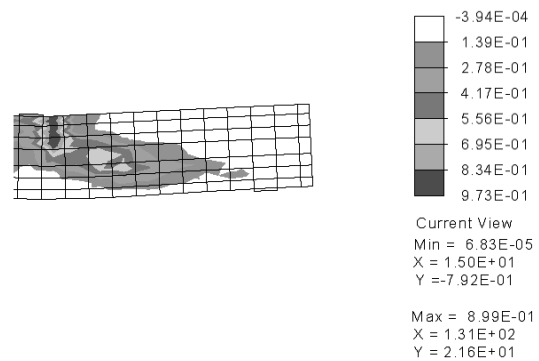 -3.94E-04
1.39E-01
2.78E-01
4.17E-01
5.56E-01
6.95E-01
8.34E-01
9.73E-01
Current View
Min = 6.83E-05
X = 1.50E+01
Y =-7.92E-01
Max = 8.99E-01
X = 1.31E+02
Y = 2.16E+01